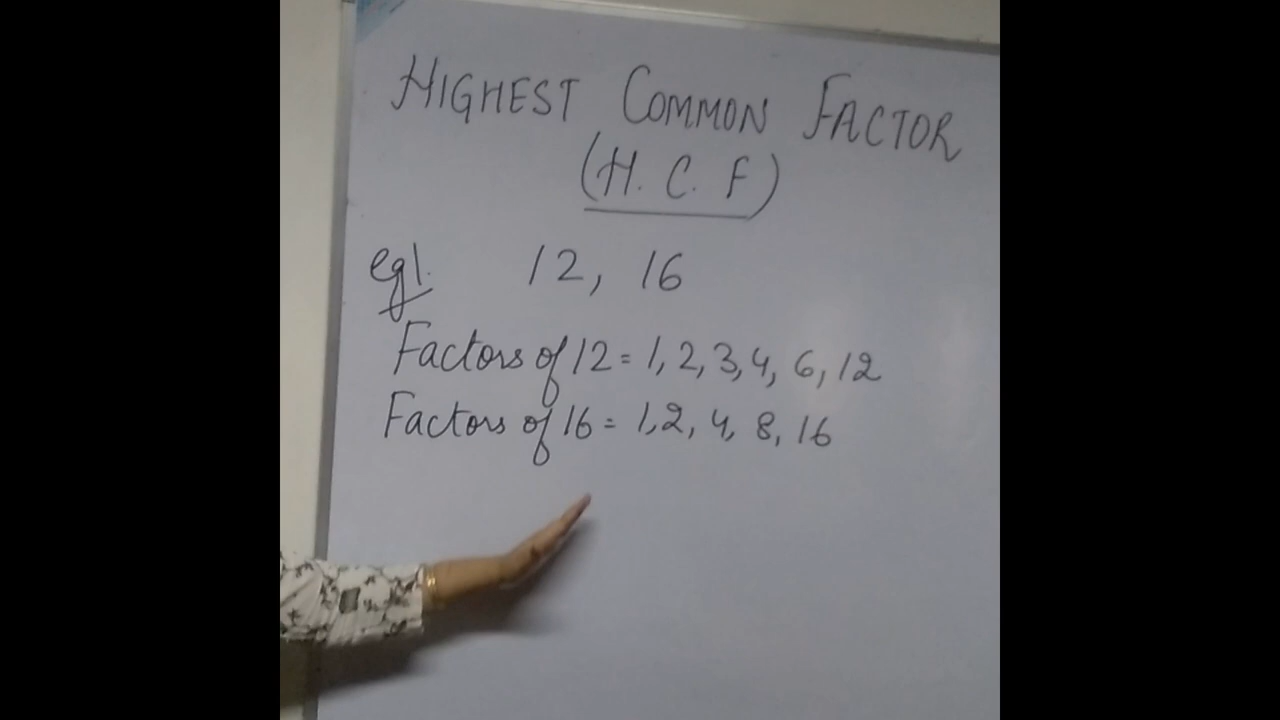 HIGHEST COMMON FACTOR
(H. C. F)
eg1. 12, 16
Factors of 12 = 1, 2, 3, 4, 6, 12
Factors of 16 = 1, 2, 4, 8, 16